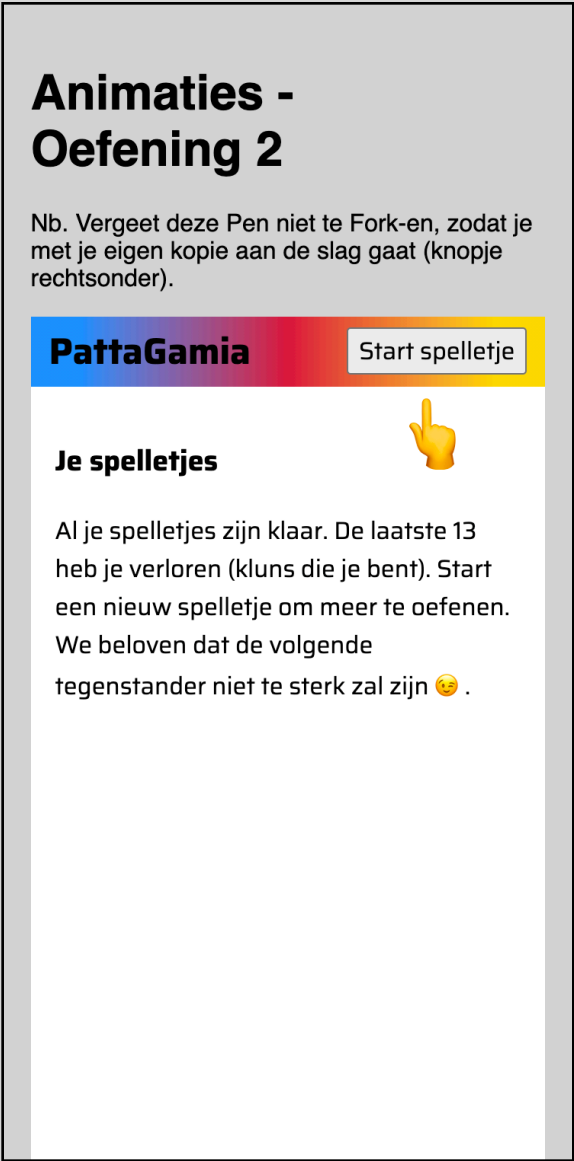 Animaties -
Oefening 2
Nb. Vergeet deze Pen niet te Fork-en, zodat je
met je eigen kopie aan de slag gaat (knopje
rechtsonder).
PattaGamia
Start spelletje
Je spelletjes
Al je spelletjes zijn klaar. De laatste 13
heb je verloren (kluns die je bent). Start
een nieuw spelletje om meer te oefenen.
We beloven dat de volgende
tegenstander niet te sterk zal zijn 😉 .